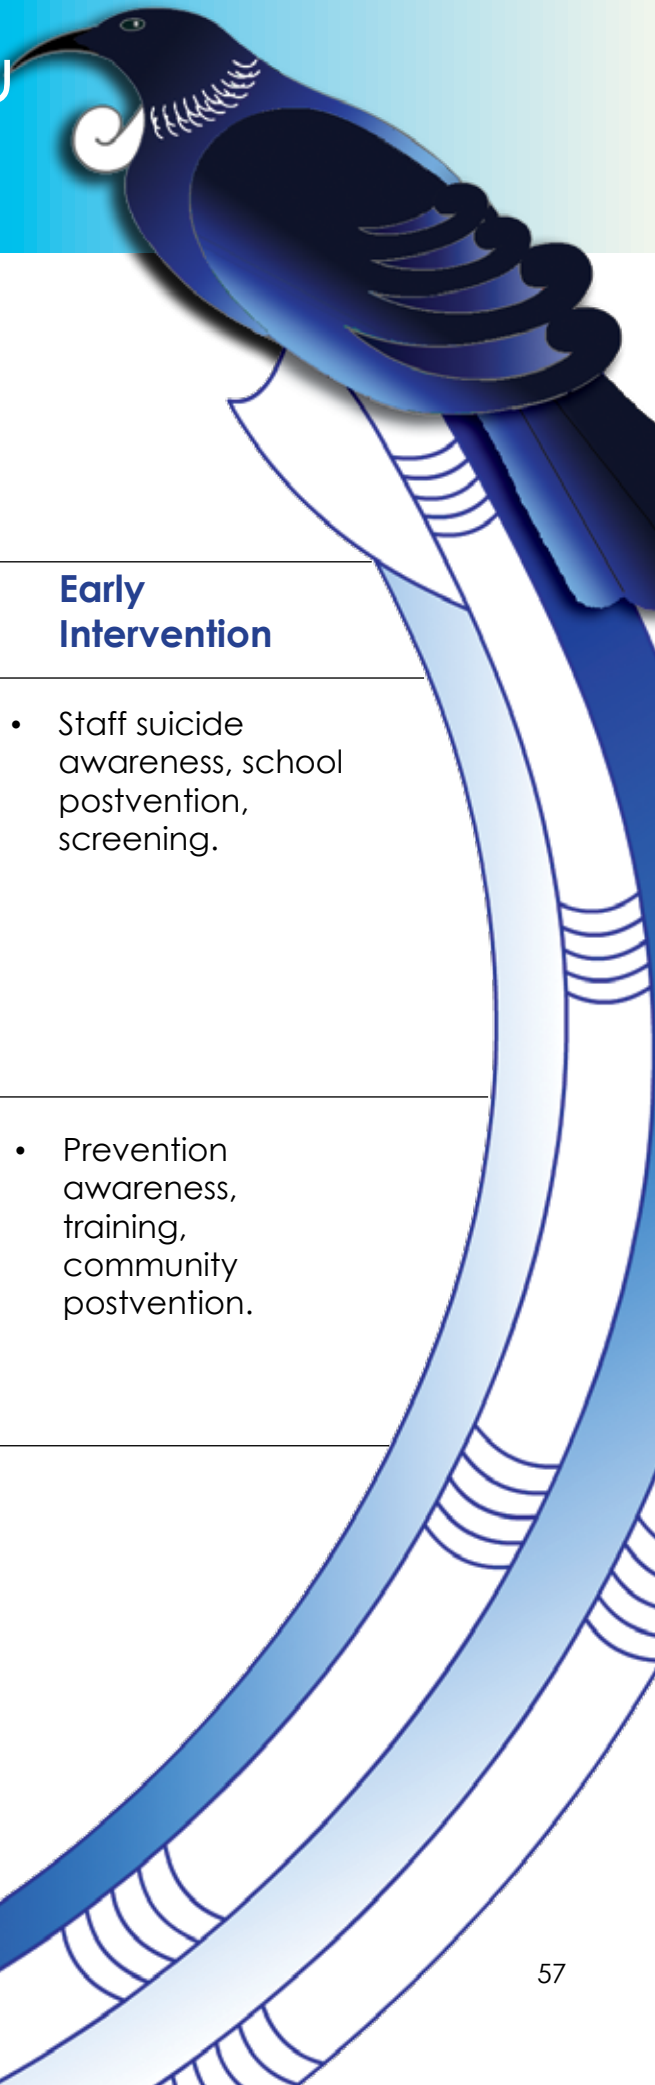 Early
Intervention
• Staff suicide
awareness, school
postvention,
screening.
• Prevention
awareness,
training,
community
postvention.
57